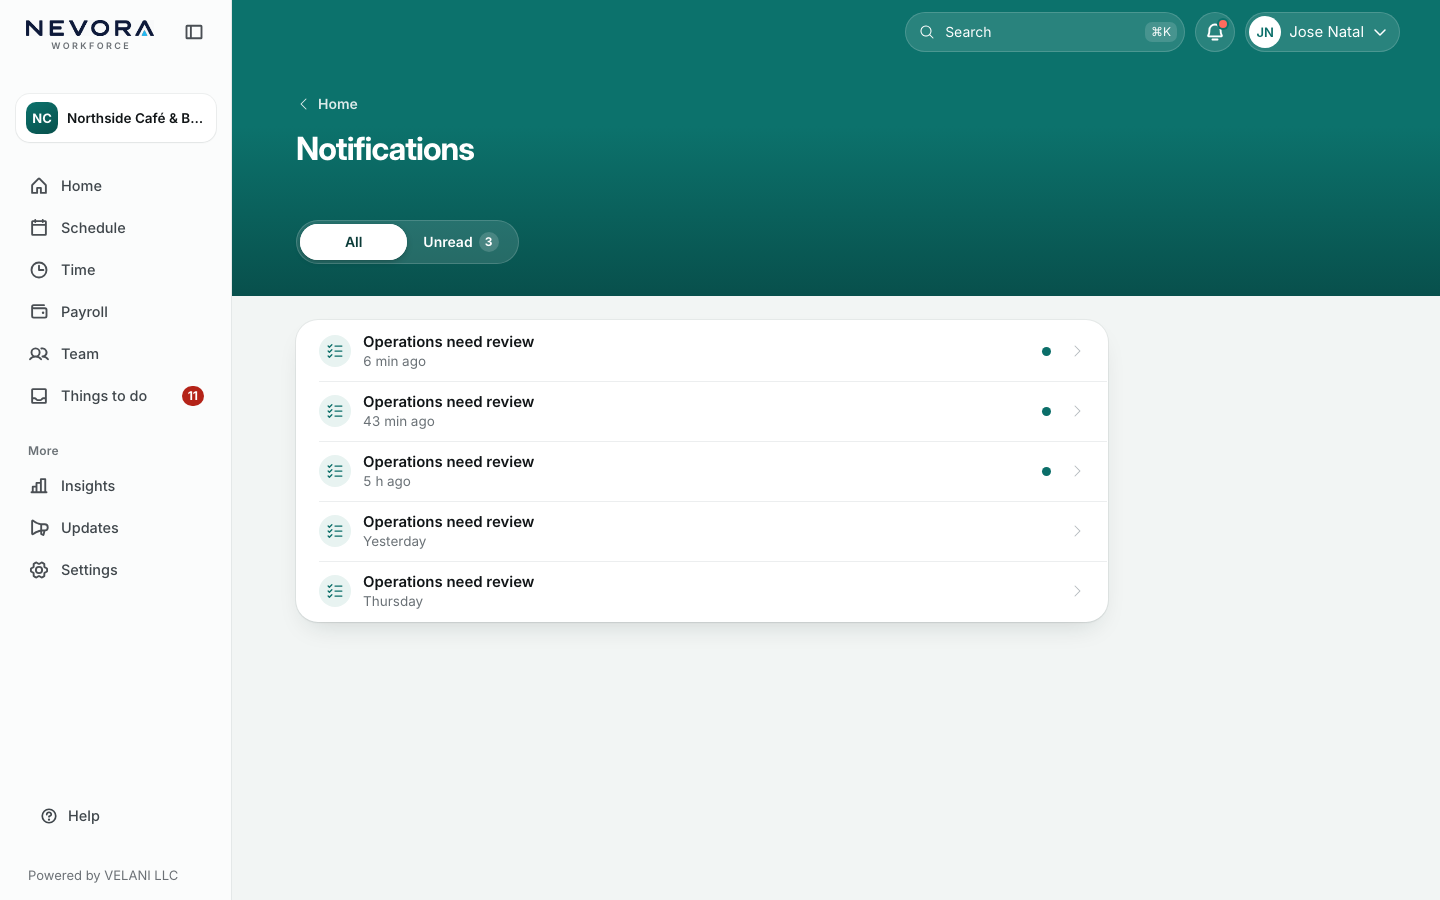 NEVORA
WORKFORCE
Search
⌘K
JN
Jose Natal
NC
Northside Café & B...
Home
Schedule
Time
Payroll
Team
Things to do
11
More
Insights
Updates
Settings
Help
Powered by VELANI LLC
Home
Notifications
All
Unread 3
Operations need review
6 min ago
Operations need review
43 min ago
Operations need review
5 h ago
Operations need review
Yesterday
Operations need review
Thursday